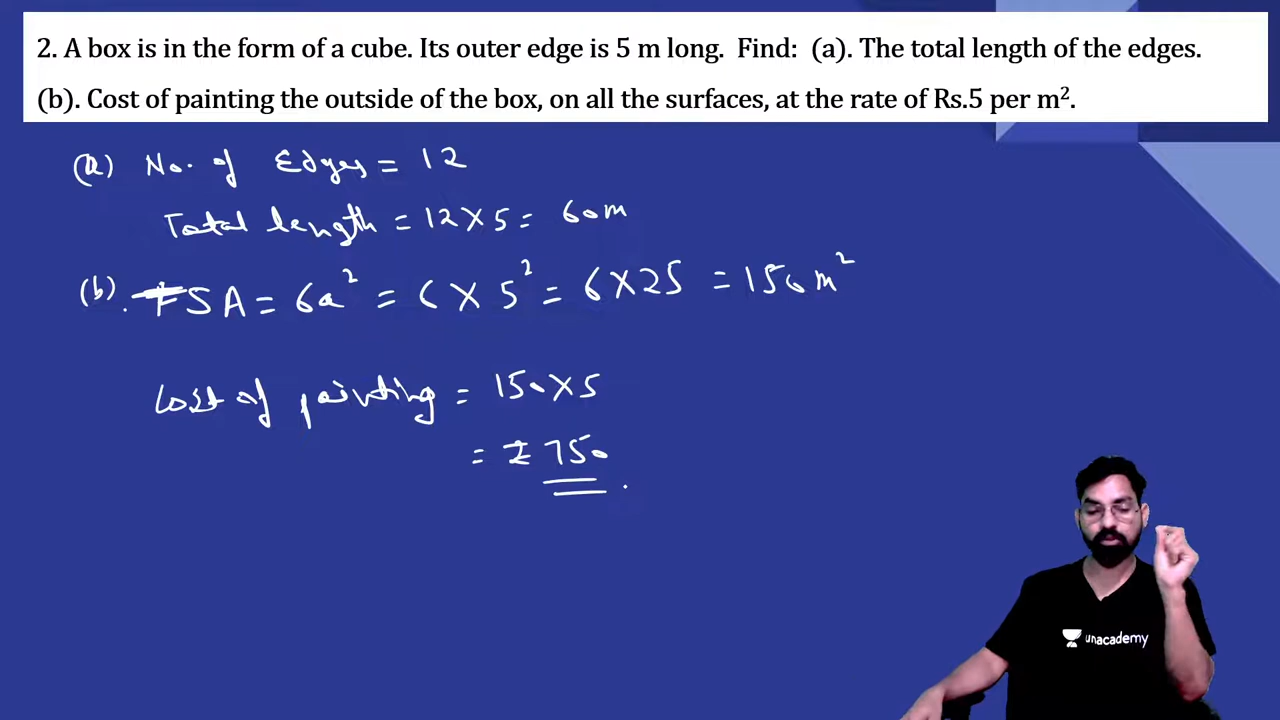 2. A box is in the form of a cube. Its outer edge is 5 m long. Find: (a). The total length of the edges.
(b). Cost of painting the outside of the box, on all the surfaces, at the rate of Rs.5 per m².
(a) No. of Edges = 12
Total length = 12 X 5 = 60m
(b). SA = 6a² = 6 X 5² = 6 X 25 = 150 m²
Cost of painting = 150 X 5
= ₹ 750
unacademy